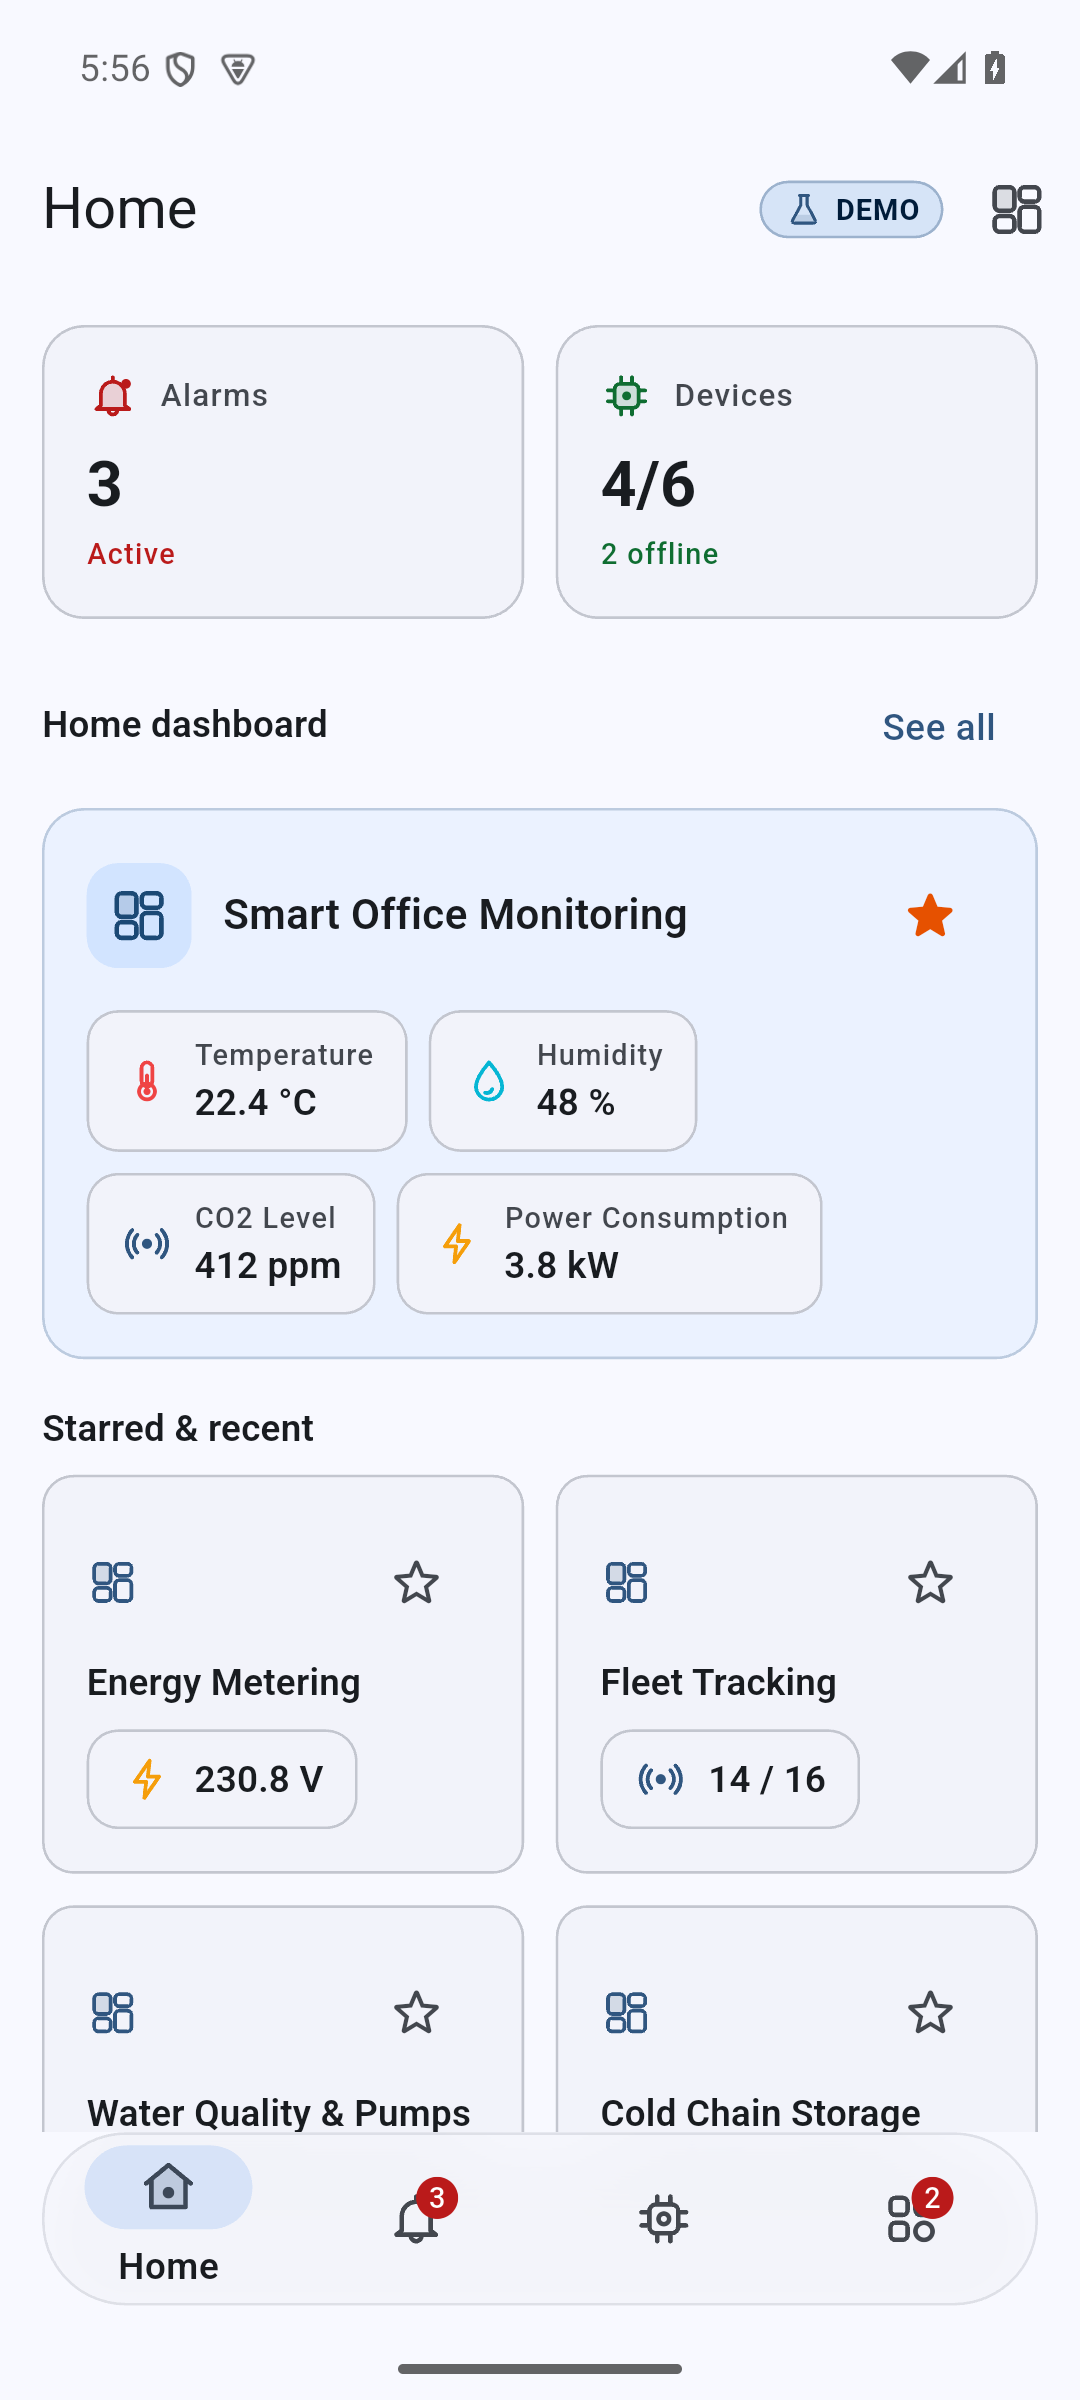 5:56
Home
DEMO
Alarms
3
Active
Devices
4/6
2 offline
Home dashboard
See all
Smart Office Monitoring
Temperature
22.4 °C
Humidity
48 %
CO2 Level
412 ppm
Power Consumption
3.8 kW
Starred & recent
Energy Metering
230.8 V
Fleet Tracking
14 / 16
Water Quality & Pumps
Cold Chain Storage
Home
3
2